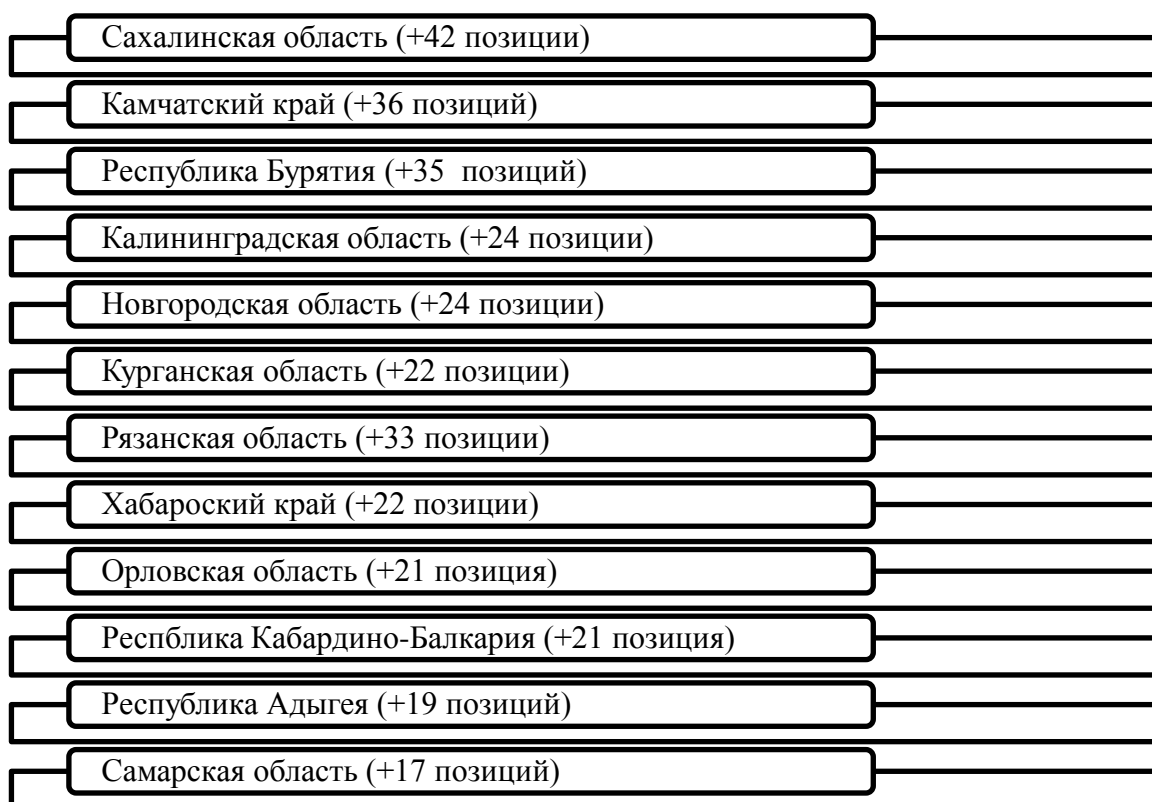 Сахалинская область (+42 позиции)
Камчатский край (+36 позиций)
Республика Бурятия (+35 позиций)
Калининградская область (+24 позиции)
Новгородская область (+24 позиции)
Курганская область (+22 позиции)
Рязанская область (+33 позиции)
Хабароский край (+22 позиции)
Орловская область (+21 позиция)
Респблика Кабардино-Балкария (+21 позиция)
Республика Адыгея (+19 позиций)
Самарская область (+17 позиций)